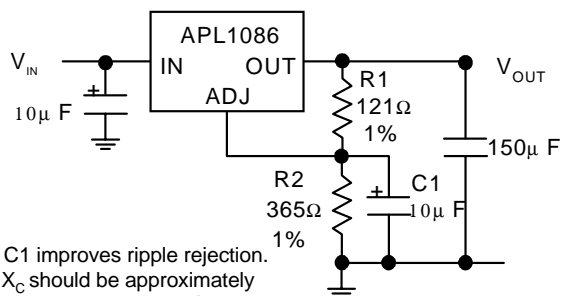 APL1086
V_IN
IN OUT
V_OUT
ADJ
R1
121Ω
1%
10µ F
150µ F
R2
365Ω
1%
C1
10µ F
C1 improves ripple rejection.
X_C should be approximately